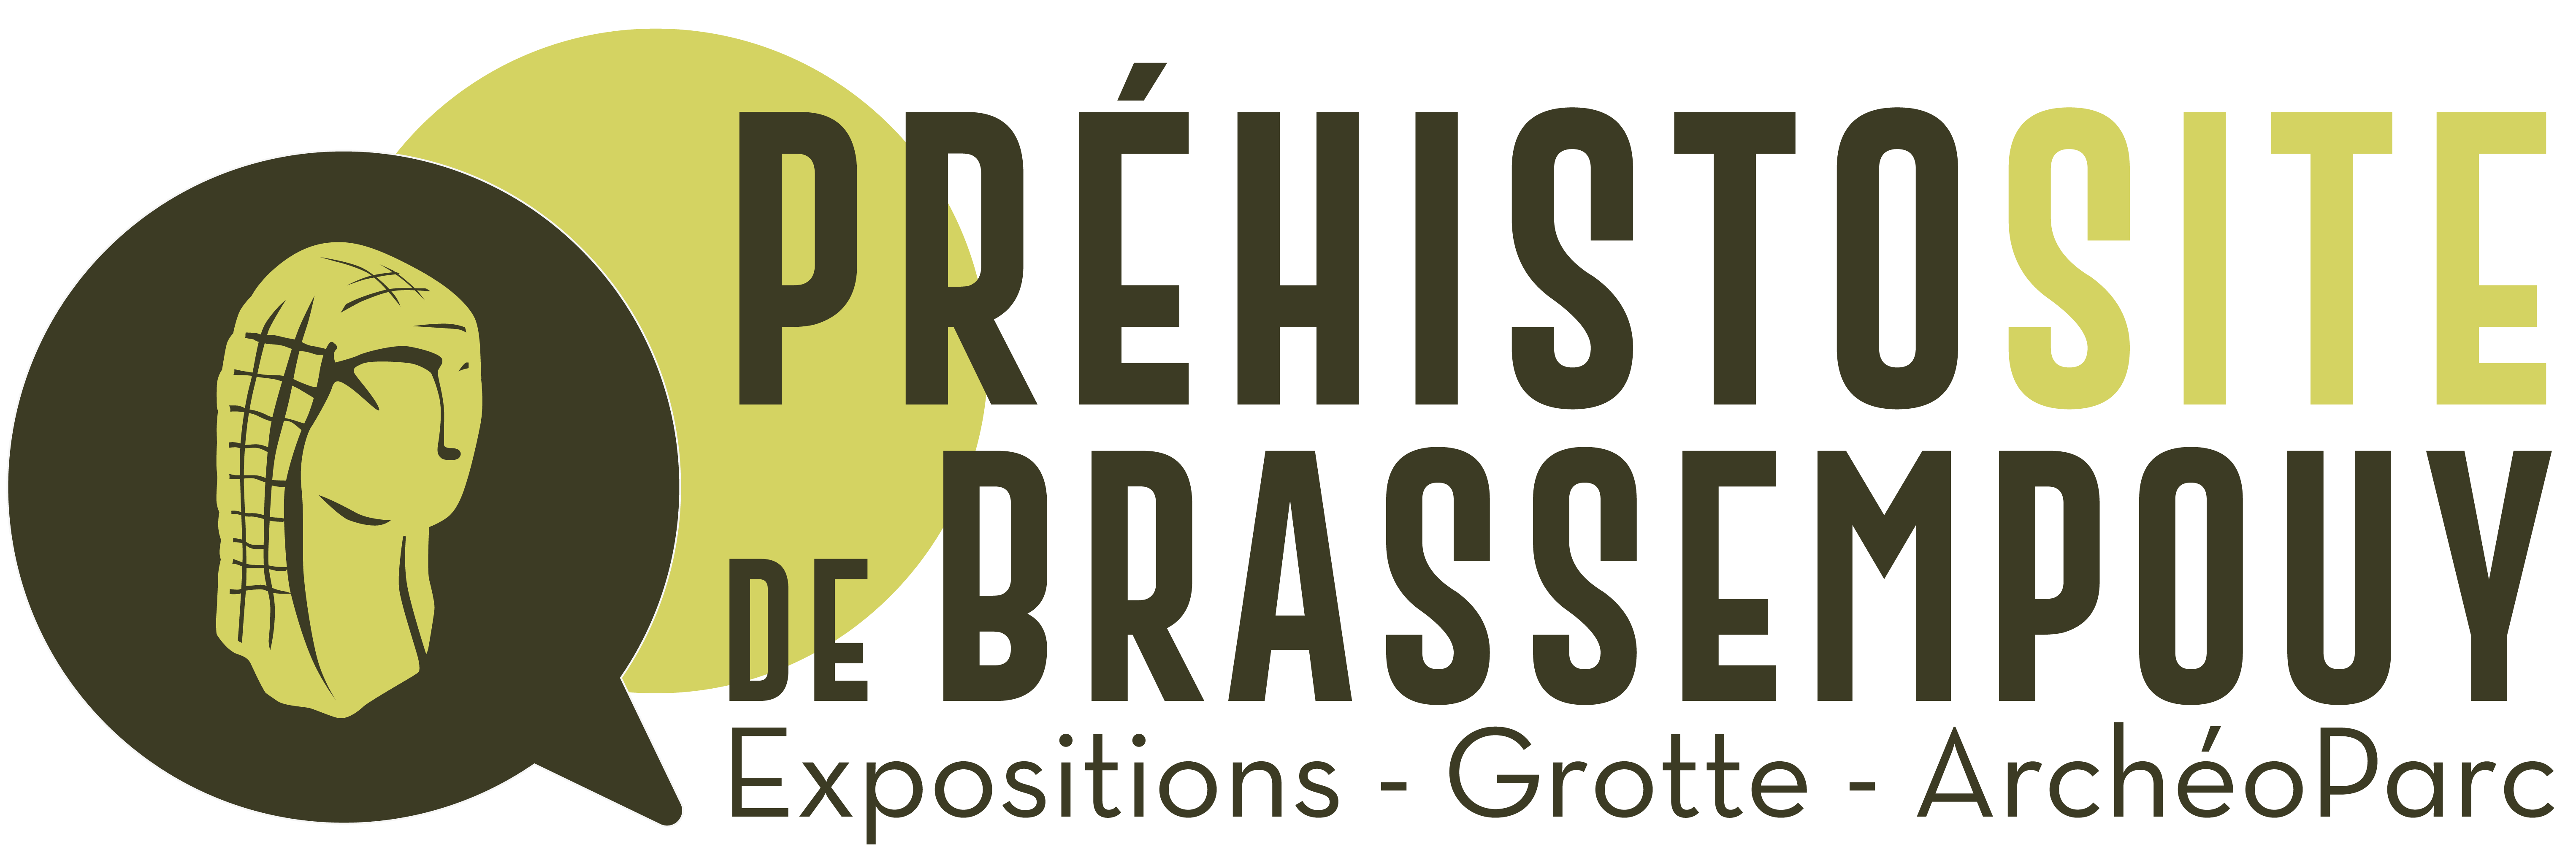 PRÉHISTOSITE
DE BRASSEMPOUY
Expositions - Grotte - ArchéoParc